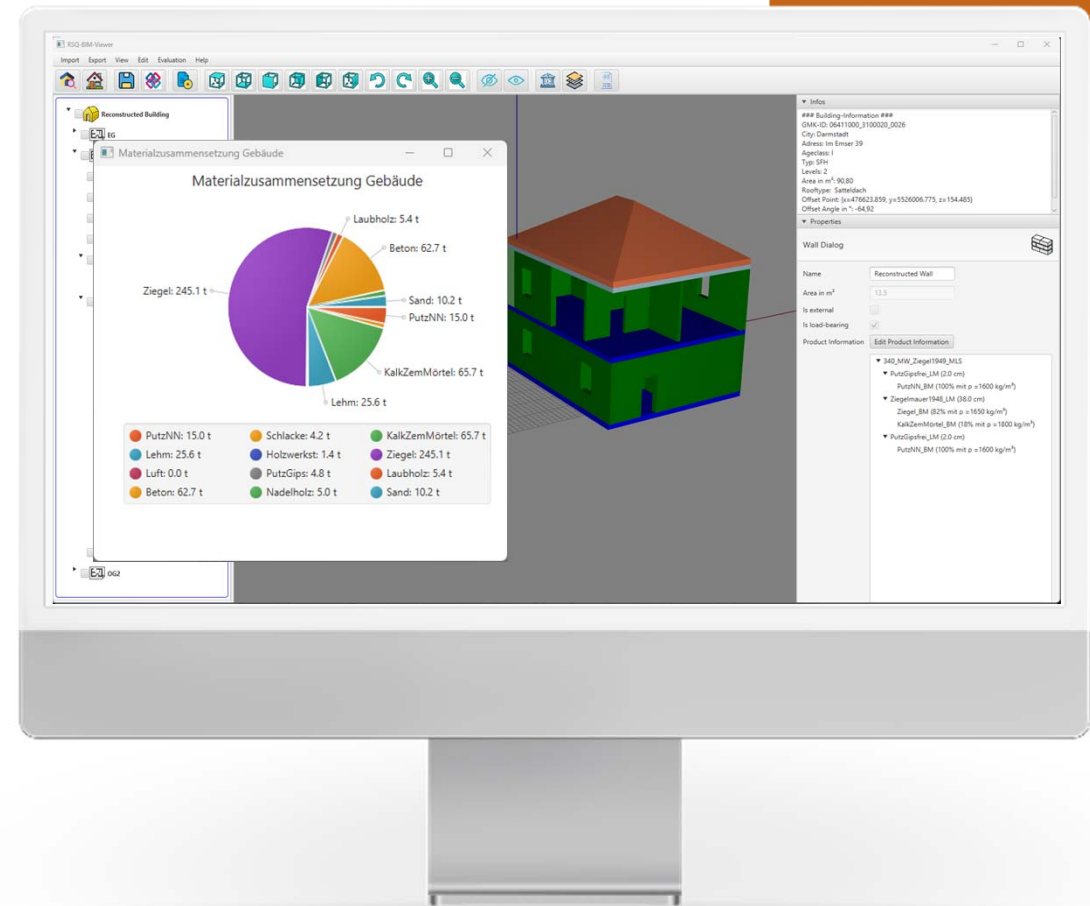 RSQ-BIM-Viewer
Import Export View Edit Evaluation Help
Reconstructed Building
EG
Materialzusammensetzung Gebäude
Materialzusammensetzung Gebäude
Laubholz: 5.4 t
Beton: 62.7 t
Ziegel: 245.1 t
Sand: 10.2 t
PutzNN: 15.0 t
KalkZemMörtel: 65.7 t
Lehm: 25.6 t
PutzNN: 15.0 t Schlacke: 4.2 t KalkZemMörtel: 65.7 t
Lehm: 25.6 t Holzwerkst: 1.4 t Ziegel: 245.1 t
Luft: 0.0 t PutzGips: 4.8 t Laubholz: 5.4 t
Beton: 62.7 t Nadelholz: 5.0 t Sand: 10.2 t
OG2
Infos
### Building-Information ###
GMK-ID: 06411000_3100020_0026
City: Darmstadt
Adress: Im Emser 39
Ageclass: I
Typ: SFH
Levels: 2
Area in m²: 90,80
Rooftype: Satteldach
Offset Point: (x=476623.859, y=5526006.775, z=154.485)
Offset Angle in °: -64,92
Properties
Wall Dialog
Name Reconstructed Wall
Area in m² 13.5
Is external
Is load-bearing
Product Information Edit Product Information
340_MW_Ziegel1949_MLS
PutzGipsfrei_LM (2.0 cm)
PutzNN_BM (100% mit ρ =1600 kg/m³)
Ziegelmauer1948_LM (38.0 cm)
Ziegel_BM (82% mit ρ =1650 kg/m³)
KalkZemMörtel_BM (18% mit ρ =1800 kg/m³)
PutzGipsfrei_LM (2.0 cm)
PutzNN_BM (100% mit ρ =1600 kg/m³)